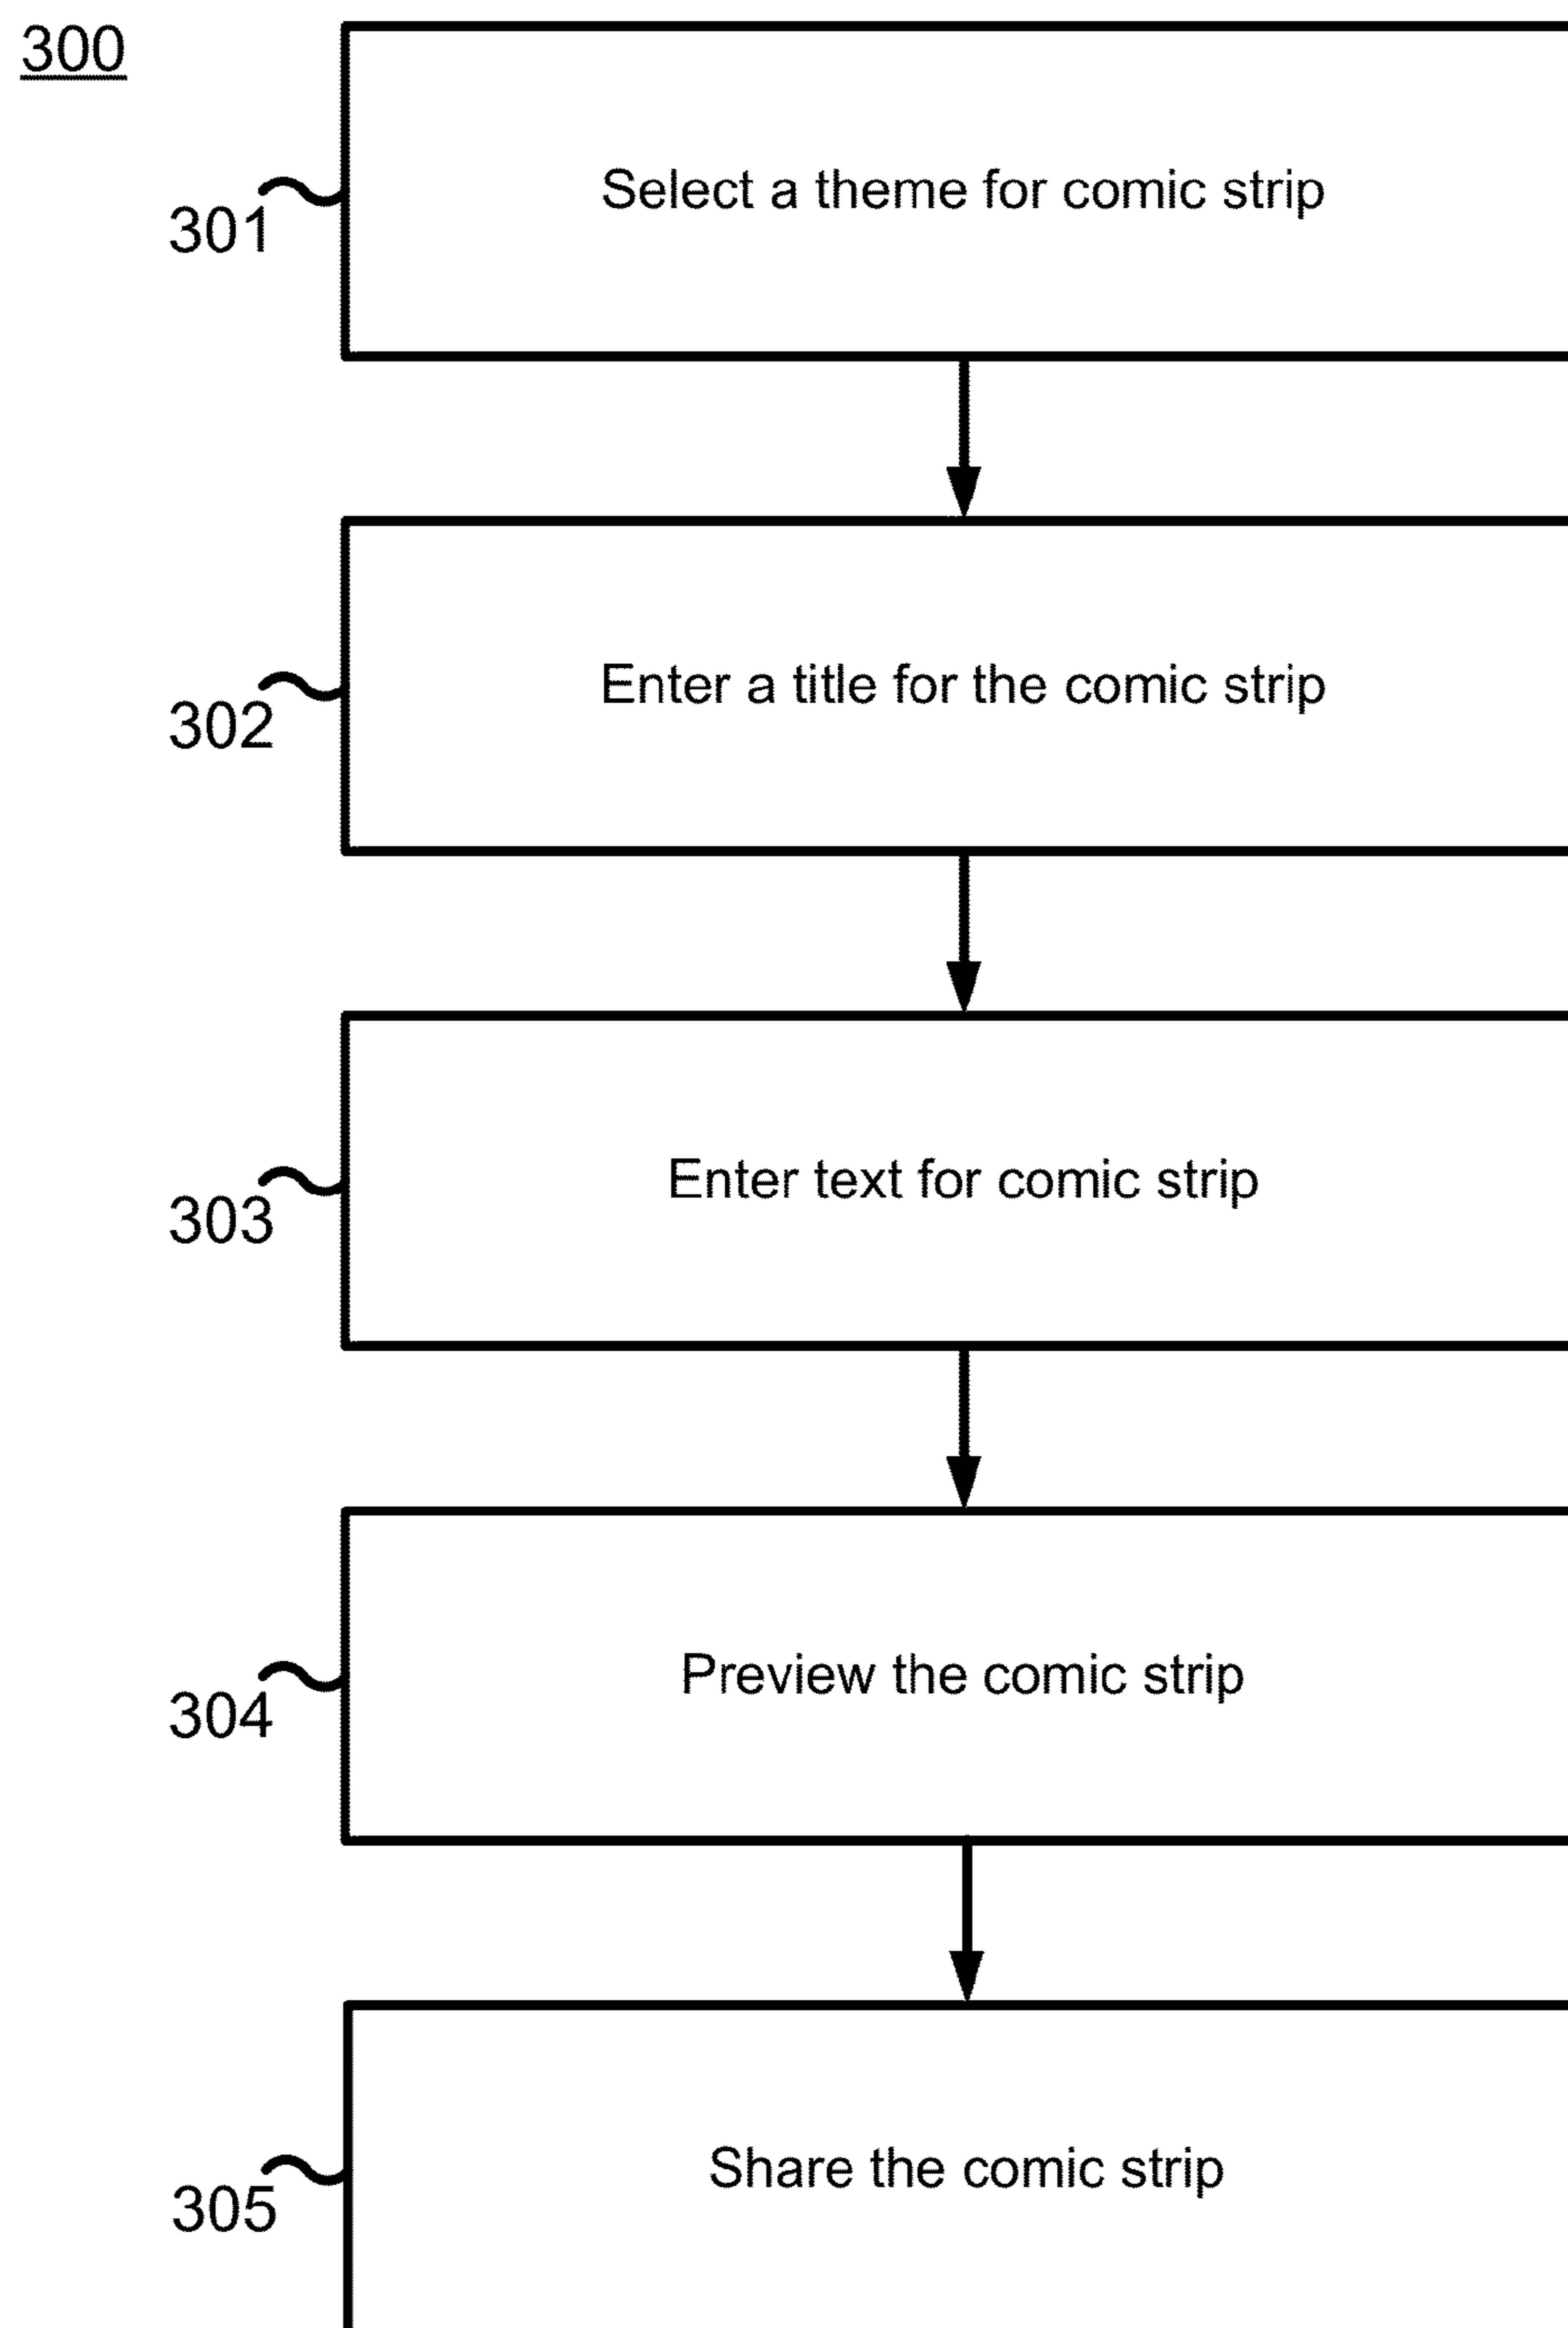 300
Select a theme for comic strip
301
Enter a title for the comic strip
302
Enter text for comic strip
303
Preview the comic strip
304
Share the comic strip
305